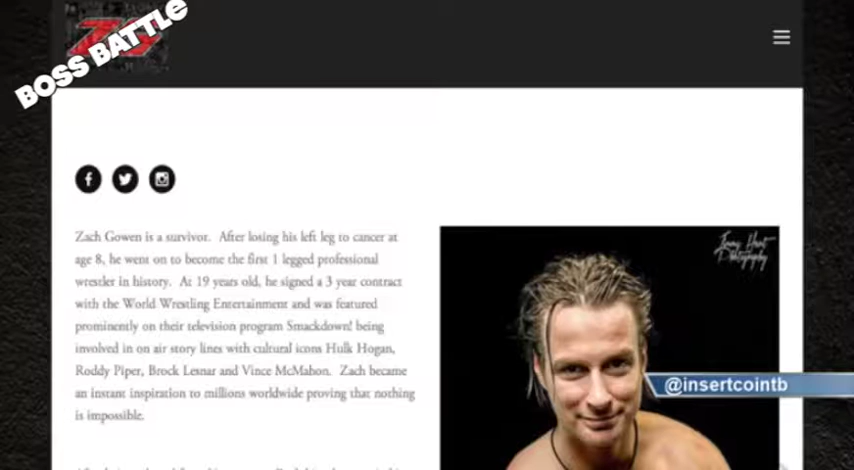 BOSS BATTLE
Zach Gowen is a survivor. After losing his left leg to cancer at
age 8, he went on to become the first 1 legged professional
wrestler in history. At 19 years old, he signed a 3 year contract
with the World Wrestling Entertainment and was featured
prominently on their television program Smackdown! being
involved in on air story lines with cultural icons Hulk Hogan,
Roddy Piper, Brock Lesnar and Vince McMahon. Zach became
an instant inspiration to millions worldwide proving that nothing
is impossible.
Photography
@insertcointb